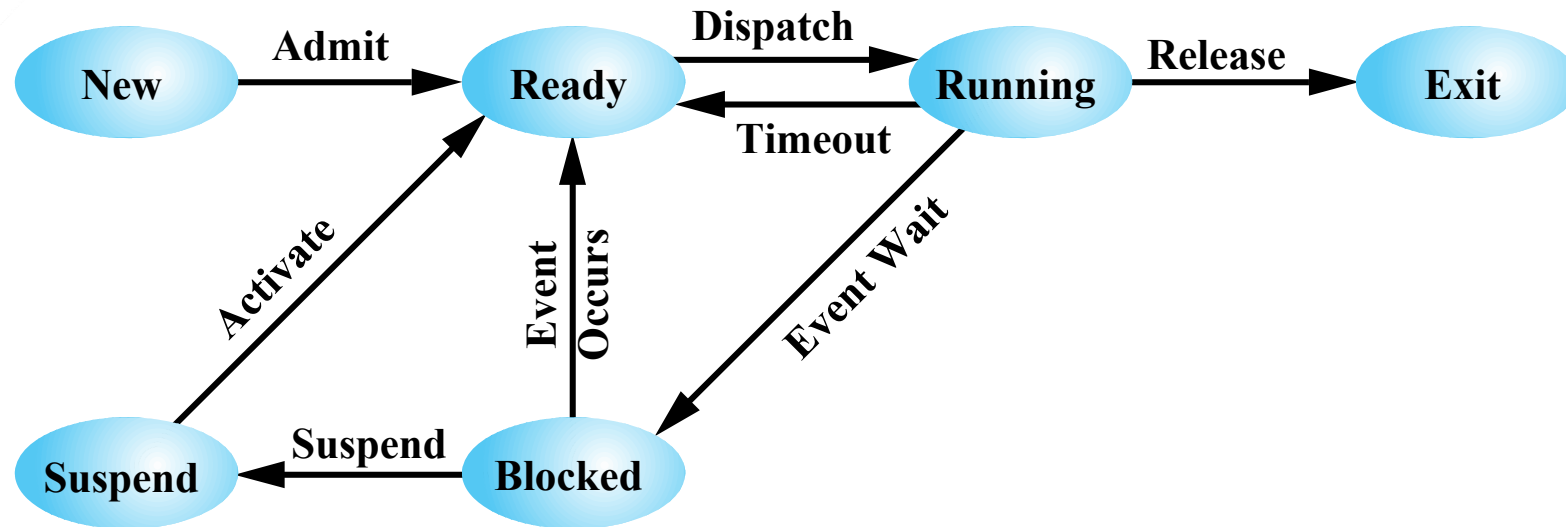 Admit
Dispatch
Release
New
Ready
Running
Exit
Timeout
Activate
Event
Occurs
Event Wait
Suspend
Suspend
Blocked